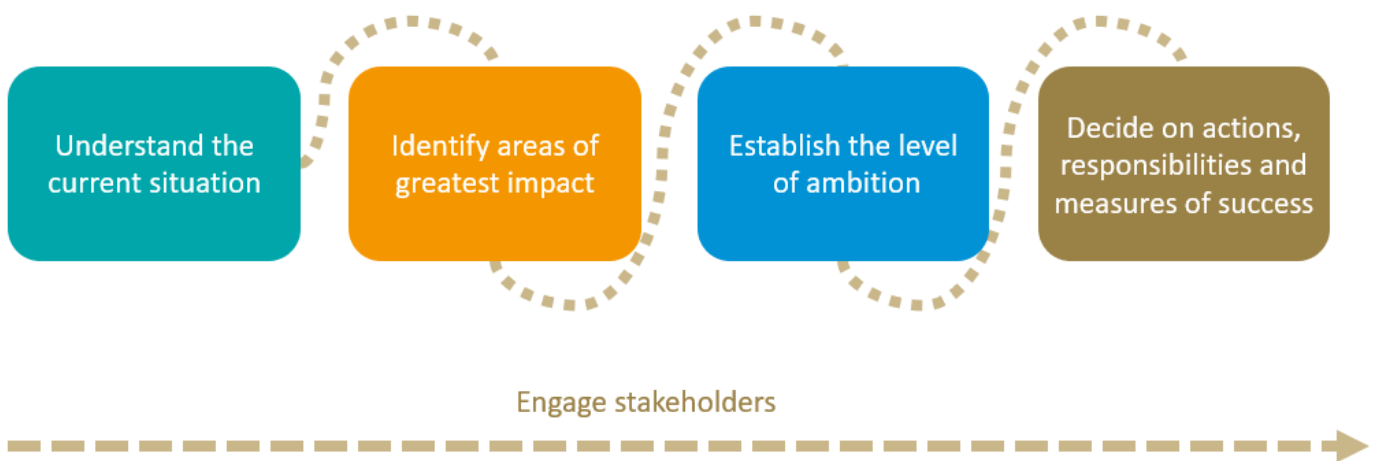 Understand the
current situation
Identify areas of
greatest impact
Establish the level
of ambition
Decide on actions,
responsibilities and
measures of success
Engage stakeholders